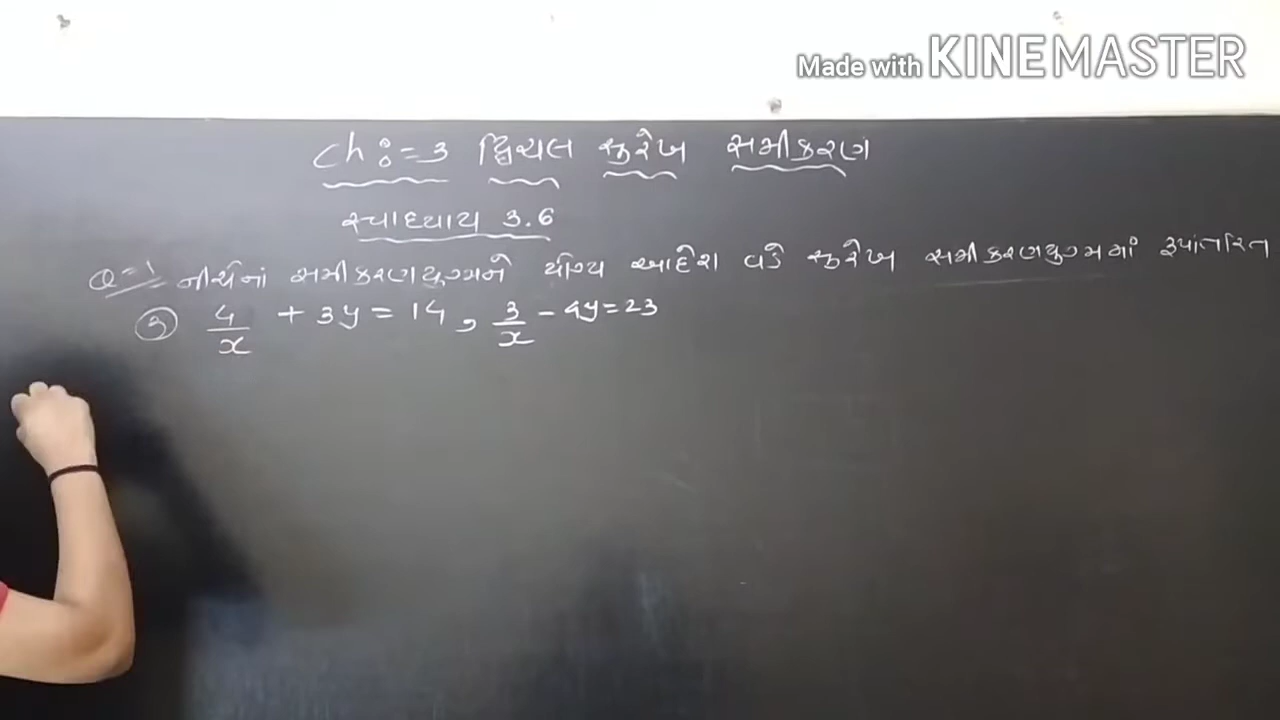 Made with KINEMASTER
Ch:=3 દ્વિચલ સુરેખ સમીકરણ
સ્વાધ્યાય 3.6
Q=1 નીચેનાં સમીકરણયુગ્મને યોગ્ય આદેશ વડે સુરેખ સમીકરણયુગ્મમાં રૂપાંતરિત
3 4/x + 3y = 14, 3/x - 4y = 23